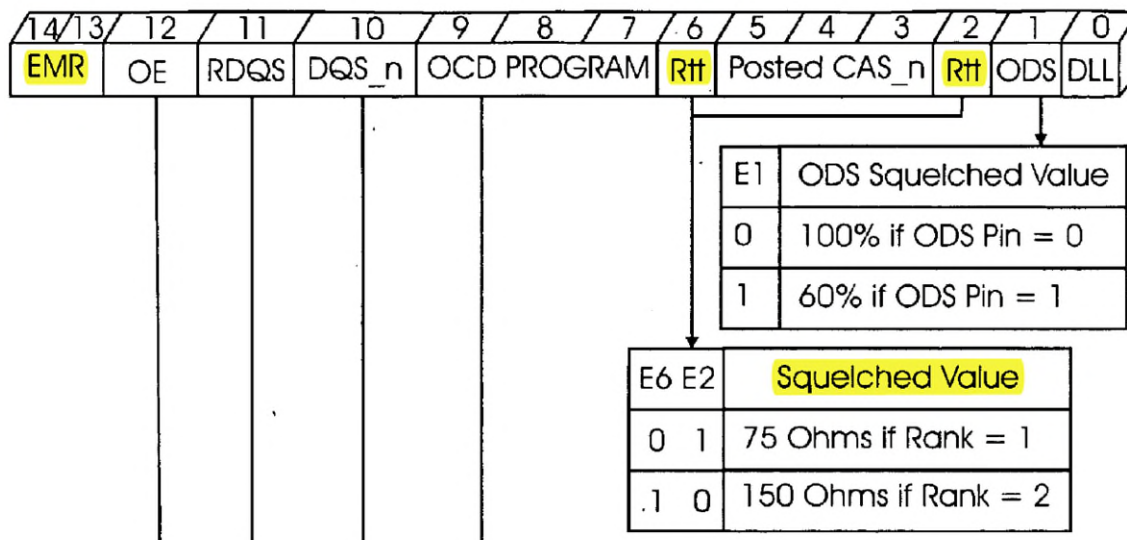 14 13 12 11 10 9 8 7 6 5 4 3 2 1 0
EMR OE RDQS DQS_n OCD PROGRAM Rtt Posted CAS_n Rtt ODS DLL
E1 ODS Squelched Value
0 100% if ODS Pin = 0
1 60% if ODS Pin = 1
E6 E2 Squelched Value
0 1 75 Ohms if Rank = 1
.1 0 150 Ohms if Rank = 2